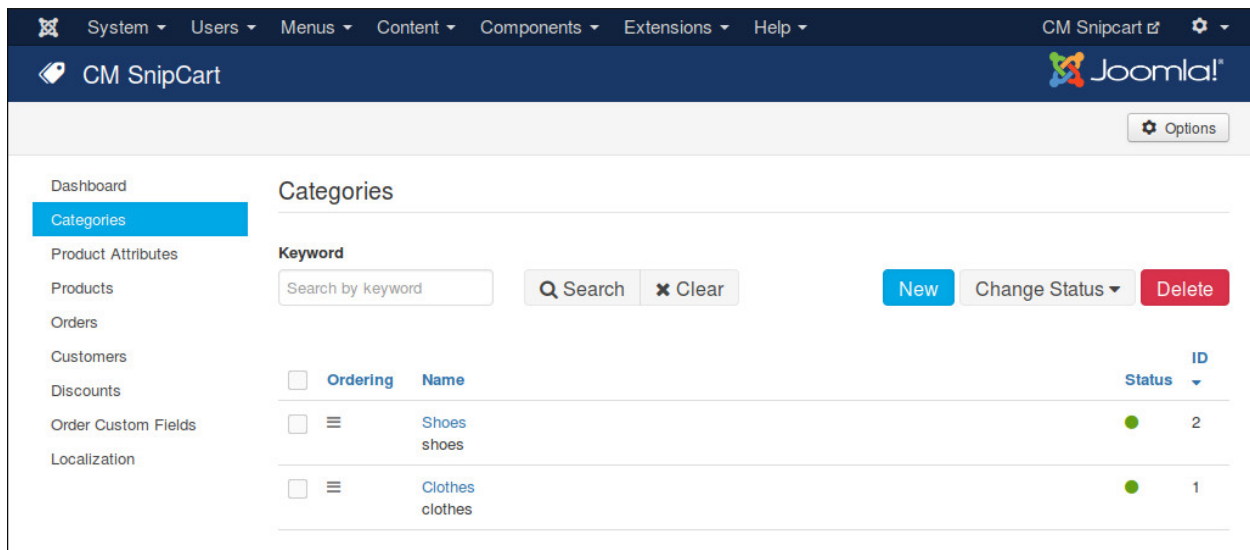 System Users Menus Content Components Extensions Help CM Snipcart
CM SnipCart Joomla!®
Options
Dashboard
Categories
Product Attributes
Products
Orders
Customers
Discounts
Order Custom Fields
Localization
Categories
Keyword
Search by keyword Search Clear New Change Status Delete
Ordering Name Status ID
Shoes 2
shoes
Clothes 1
clothes